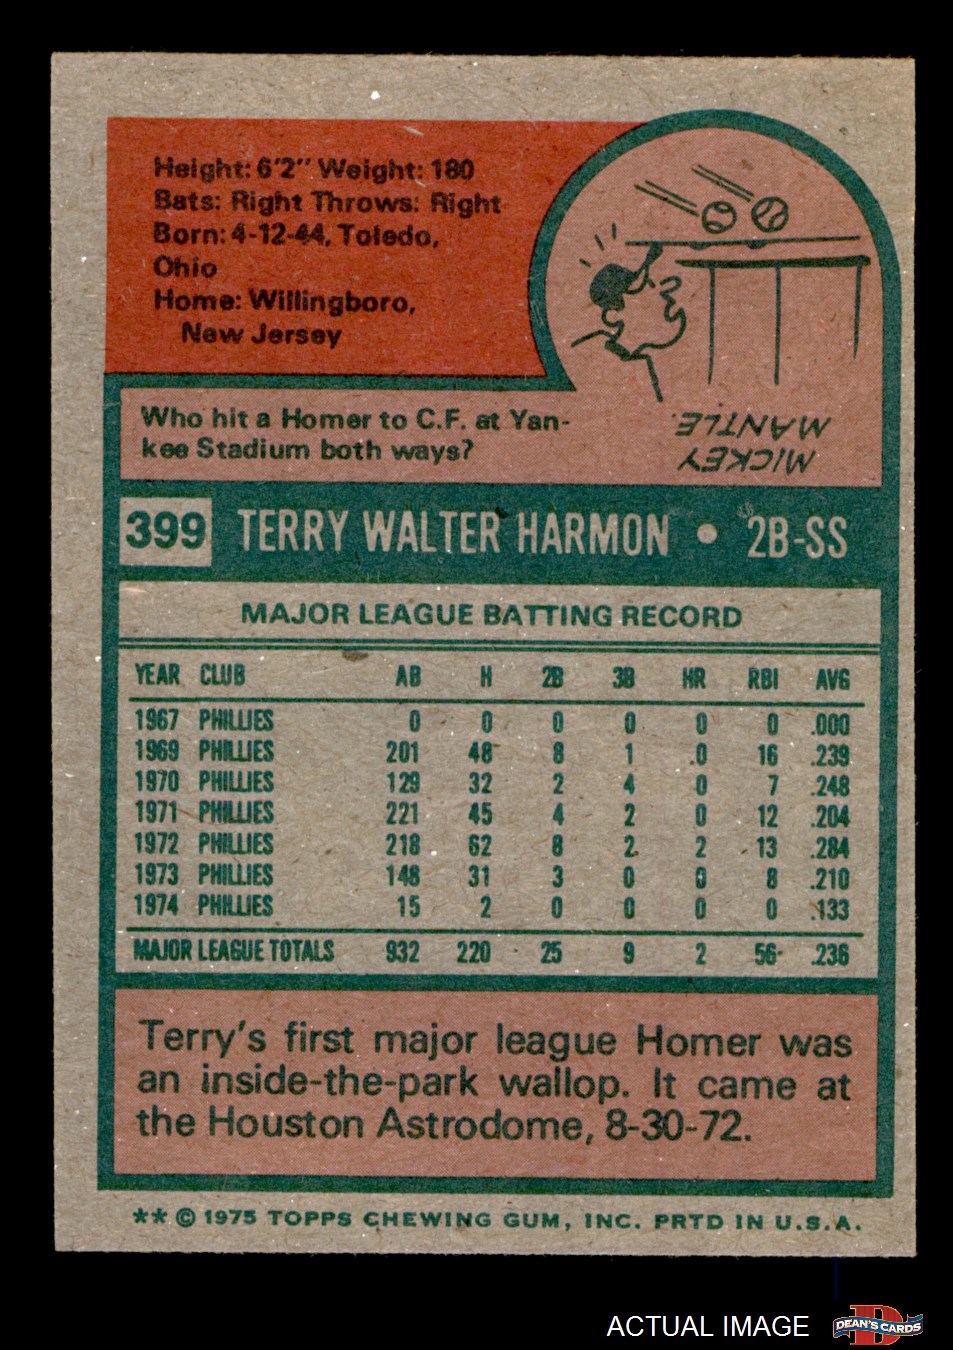 Height: 6'2" Weight: 180
Bats: Right Throws: Right
Born: 4-12-44, Toledo,
Ohio
Home: Willingboro,
New Jersey
Who hit a Homer to C.F. at Yan-
kee Stadium both ways?
MICKEY
MANTLE.
399 TERRY WALTER HARMON • 2B-SS
MAJOR LEAGUE BATTING RECORD
YEAR CLUB AB H 2B 3B HR RBI AVG
1967 PHILLIES 0 0 0 0 0 0 .000
1969 PHILLIES 201 48 8 1 0 16 .239
1970 PHILLIES 129 32 2 4 0 7 .248
1971 PHILLIES 221 45 4 2 0 12 .204
1972 PHILLIES 218 62 8 2 2 13 .284
1973 PHILLIES 148 31 3 0 0 8 .210
1974 PHILLIES 15 2 0 0 0 0 .133
MAJOR LEAGUE TOTALS 932 220 25 9 2 56 .236
Terry's first major league Homer was
an inside-the-park wallop. It came at
the Houston Astrodome, 8-30-72.
** © 1975 TOPPS CHEWING GUM, INC. PRTD IN U.S.A.
ACTUAL IMAGE
D
DEAN'S CARDS